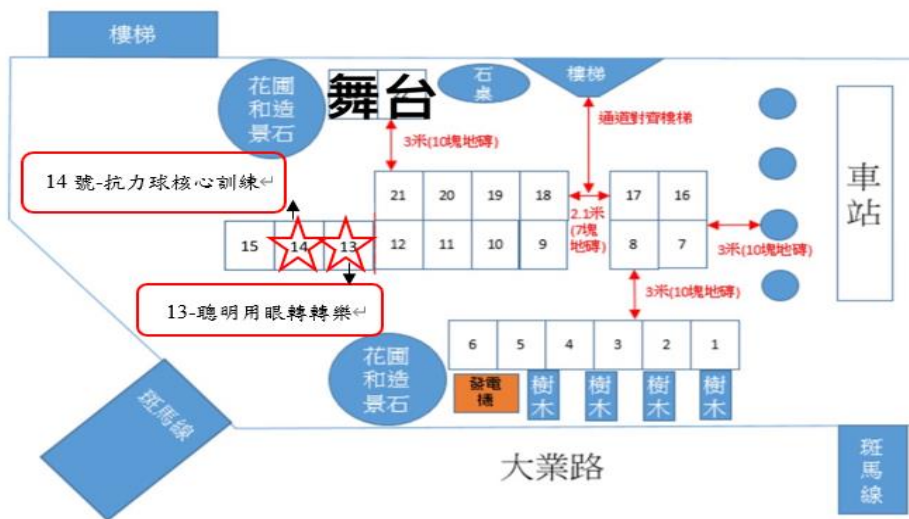 樓梯
花圃
和造
景石
舞台
石
桌
樓梯
通道對齊樓梯
3米(10塊地磚)
車
站
14 號-抗力球核心訓練↵
21
20
19
18
17
16
2.1米
(7塊
地磚)
15
14
13
12
11
10
9
8
7
3米(10塊地磚)
13-聰明用眼轉轉樂↵
3米(10塊地磚)
6
5
4
3
2
1
花圃
和造
景石
發電
機
樹
木
樹
木
樹
木
樹
木
斑馬線
大業路
斑
馬
線